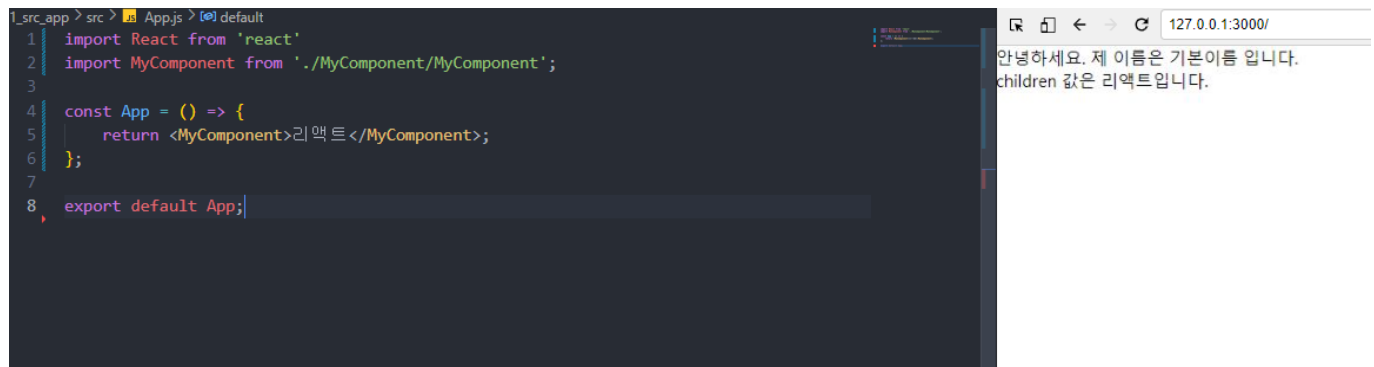 1_src_app > src > JS App.js > default
1 import React from 'react'
2 import MyComponent from './MyComponent/MyComponent';
3
4 const App = () => {
5     return <MyComponent>리액트</MyComponent>;
6 };
7
8 export default App;
127.0.0.1:3000/
안녕하세요. 제 이름은 기본이름 입니다.
children 값은 리액트입니다.